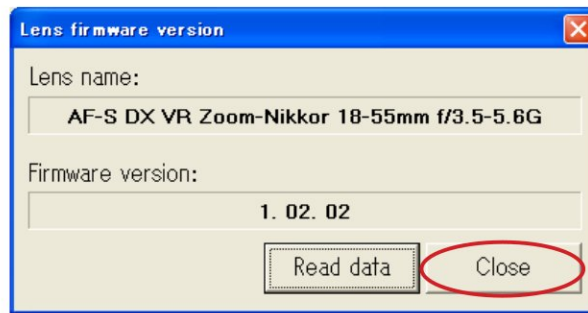 Lens firmware version
Lens name:
AF-S DX VR Zoom-Nikkor 18-55mm f/3.5-5.6G
Firmware version:
1. 02. 02
Read data Close